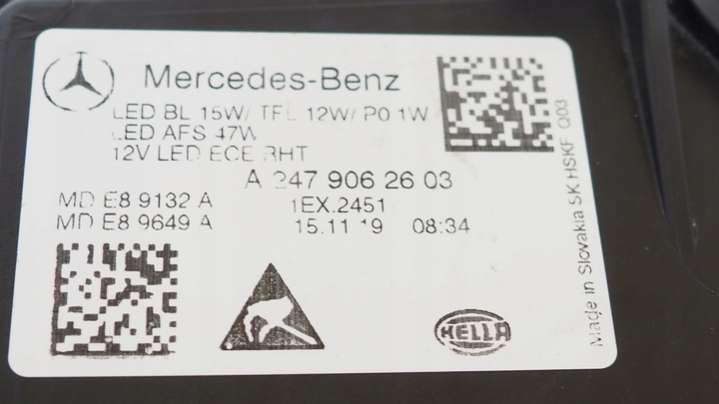 Mercedes-Benz
LED BL 15W/ TFL 12W/ PO 1W
LED AFS 47W
12V LED ECE RHT
A 247 906 26 03
MD E8 9132 A
1EX.2451
MD E8 9649 A
15.11.19 08:34
HELLA
Made in Slovakia SK HSKF Q03